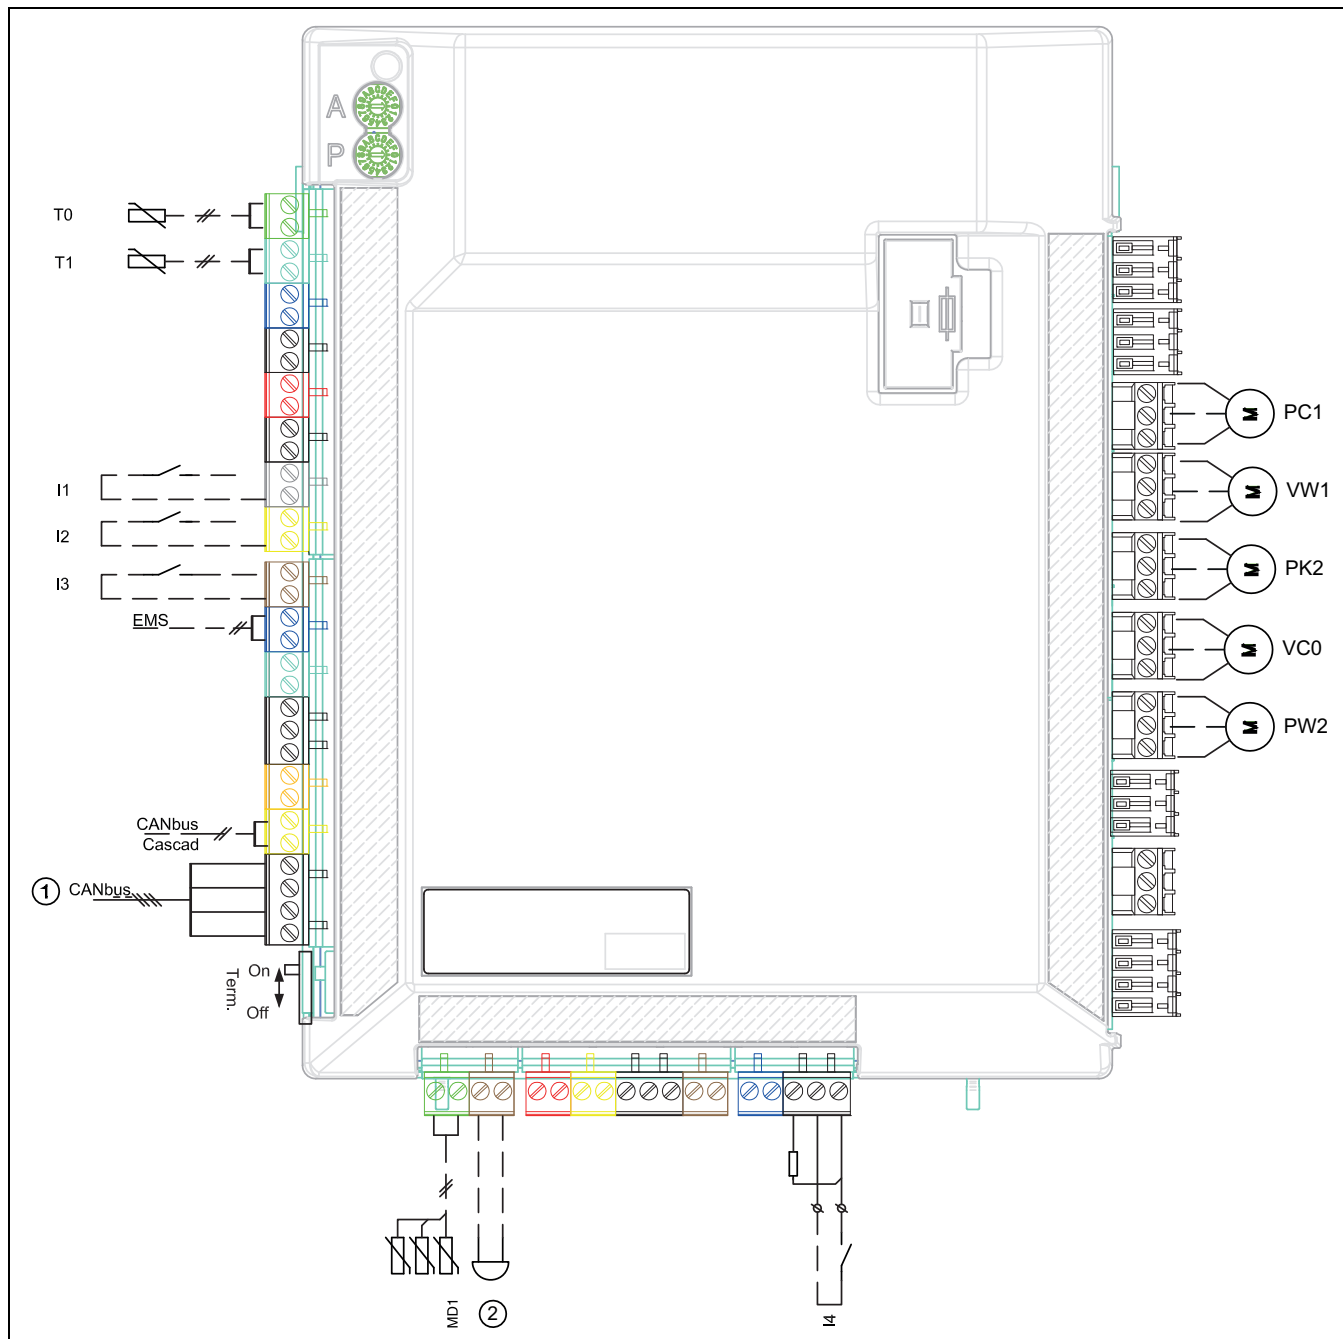 A
P
T0
T1
I1
I2
I3
EMS
CANbus
Cascad
1 CANbus
On
Off
Term.
M PC1
M VW1
M PK2
M VC0
M PW2
MD1
2
I4